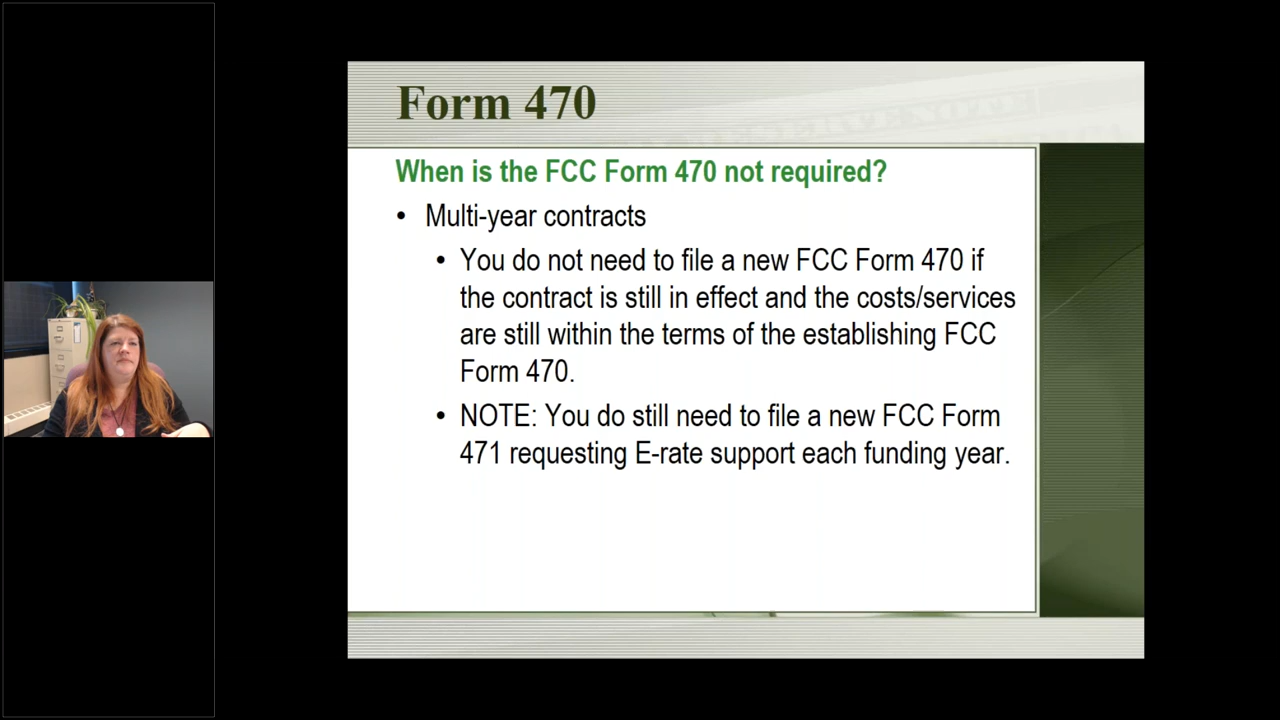 Form 470
When is the FCC Form 470 not required?
• Multi-year contracts
• You do not need to file a new FCC Form 470 if
the contract is still in effect and the costs/services
are still within the terms of the establishing FCC
Form 470.
• NOTE: You do still need to file a new FCC Form
471 requesting E-rate support each funding year.